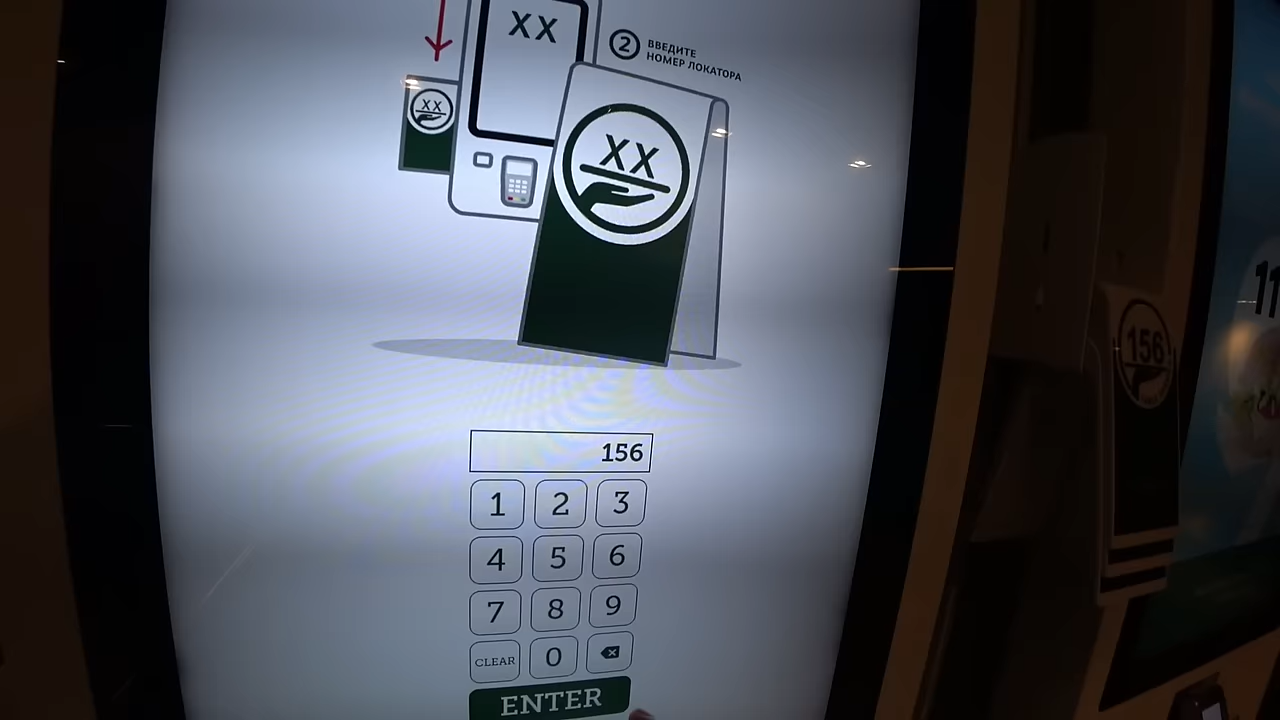 XX
② ВВЕДИТЕ
НОМЕР ЛОКАТОРА
XX
XX
156
1 2 3
4 5 6
7 8 9
CLEAR 0
ENTER
156
11